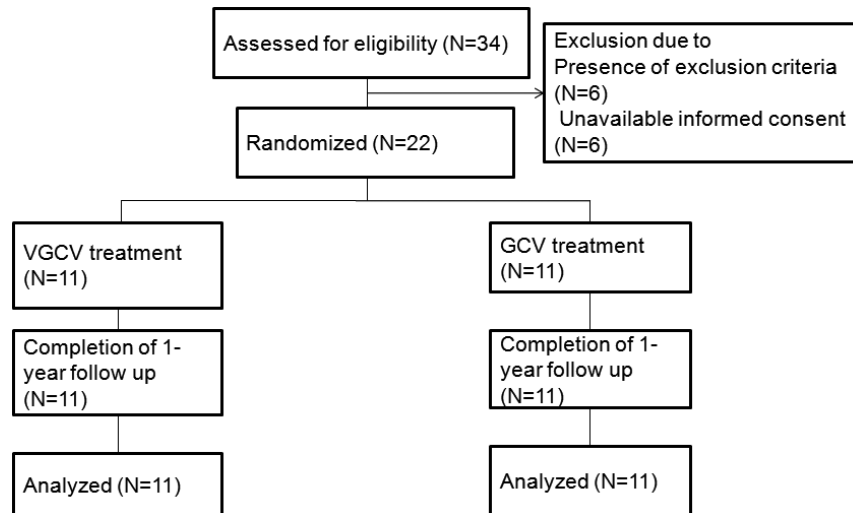 Assessed for eligibility (N=34)
Exclusion due to
Presence of exclusion criteria
(N=6)
Unavailable informed consent
(N=6)
Randomized (N=22)
VGCV treatment
(N=11)
GCV treatment
(N=11)
Completion of 1-
year follow up
(N=11)
Completion of 1-
year follow up
(N=11)
Analyzed (N=11)
Analyzed (N=11)